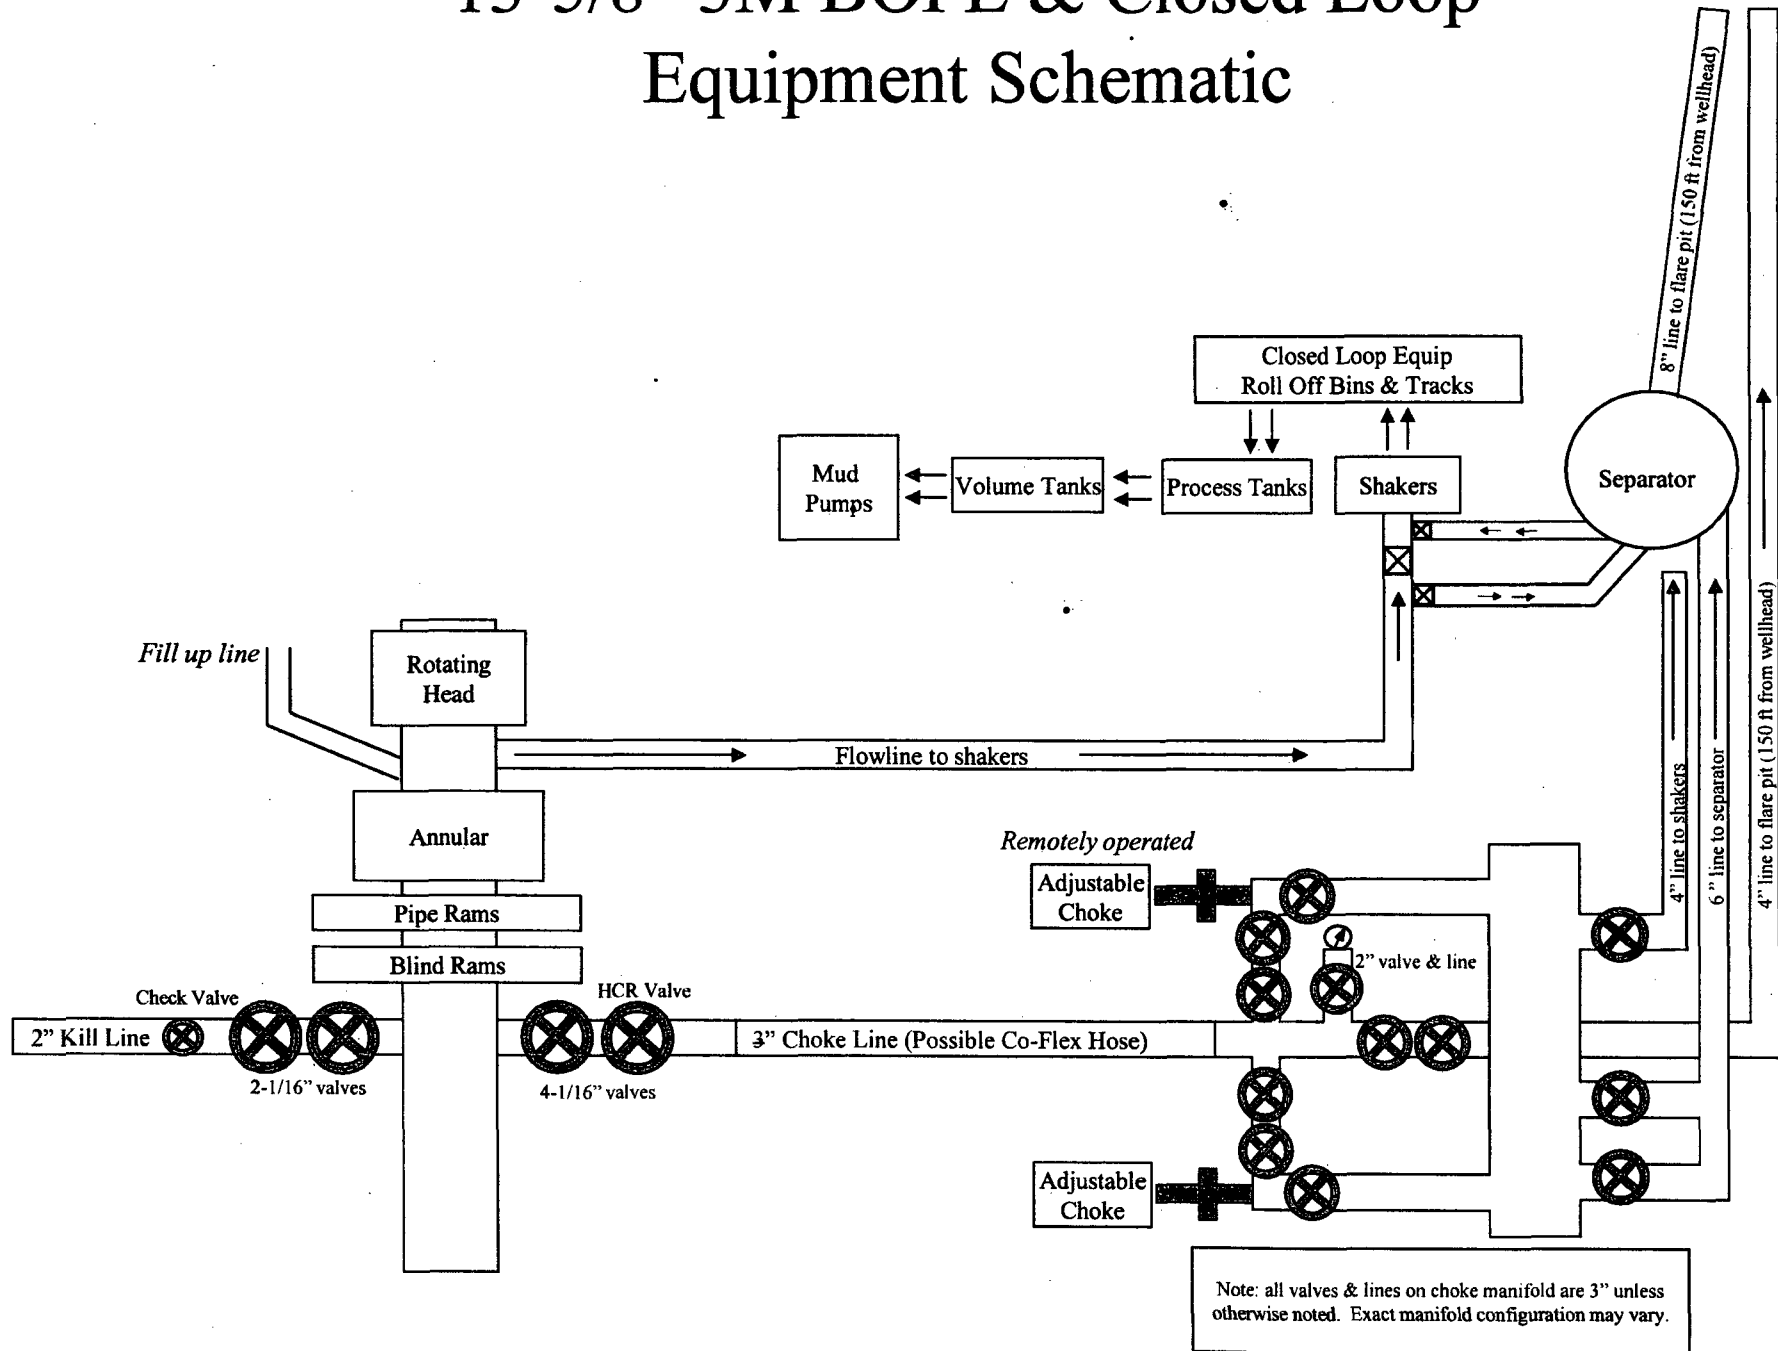 Equipment Schematic
8” line to flare pit (150 ft from wellhead)
Closed Loop Equip
Roll Off Bins & Tracks
Mud
Pumps
Volume Tanks
Process Tanks
Shakers
Separator
Fill up line
Rotating
Head
Flowline to shakers
Annular
Pipe Rams
Blind Rams
Remotely operated
Adjustable
Choke
2” valve & line
4” line to shakers
6” line to separator
4” line to flare pit (150 ft from wellhead)
Check Valve
HCR Valve
2” Kill Line
3” Choke Line (Possible Co-Flex Hose)
2-1/16” valves
4-1/16” valves
Adjustable
Choke
Note: all valves & lines on choke manifold are 3” unless
otherwise noted. Exact manifold configuration may vary.